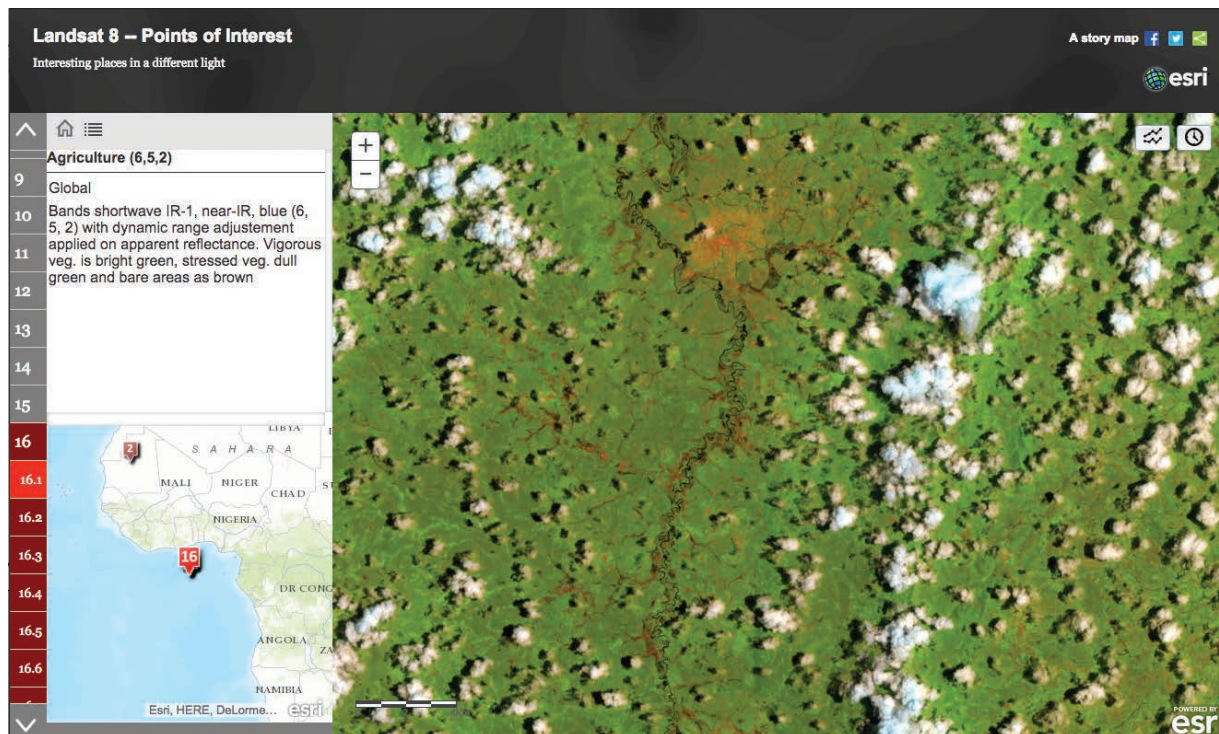 Landsat 8 -- Points of Interest
Interesting places in a different light
A story map
esri
Agriculture (6,5,2)
Global
Bands shortwave IR-1, near-IR, blue (6,
5, 2) with dynamic range adjustement
applied on apparent reflectance. Vigorous
veg. is bright green, stressed veg. dull
green and bare areas as brown
9
10
11
12
13
14
15
16
16.1
16.2
16.3
16.4
16.5
16.6
LIBYA
2
SAHARA
MALI
NIGER
CHAD
NIGERIA
16
DR CONG
ANGOLA
ZA
NAMIBIA
Esri, HERE, DeLorme...
esri
+
−
POWERED BY
esr